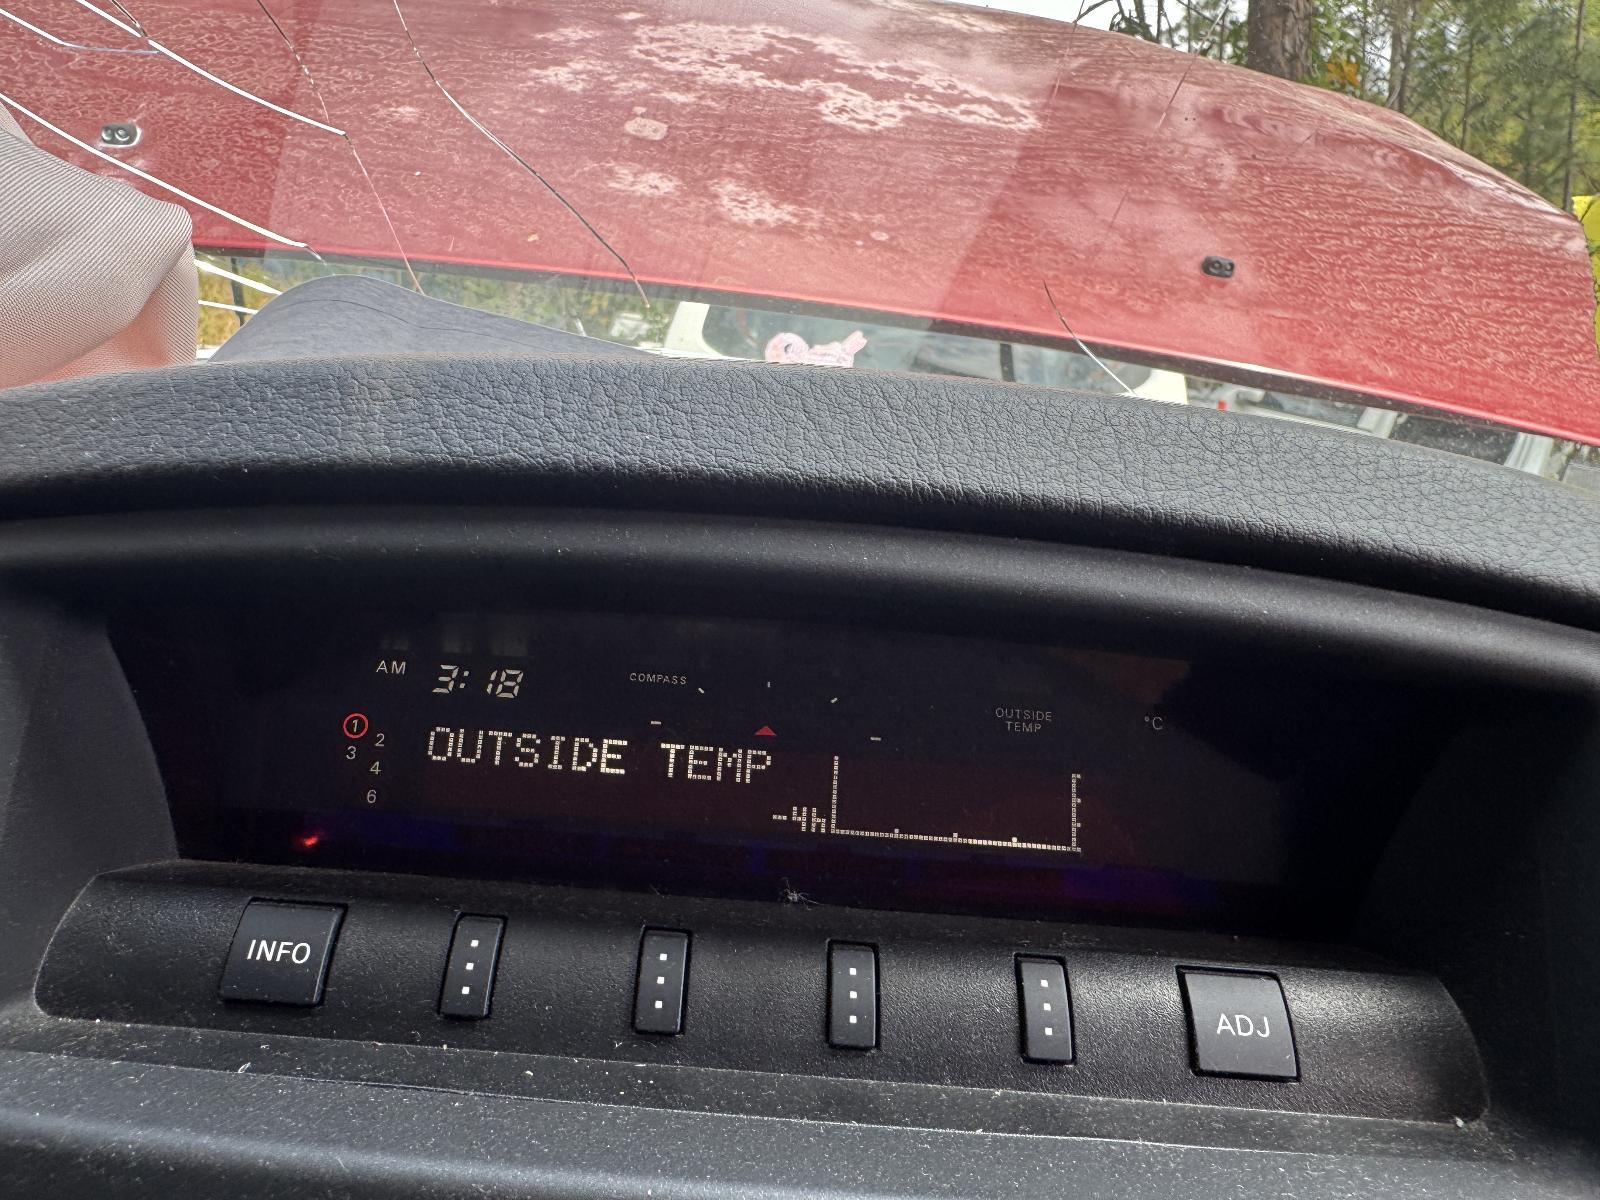 AM 3:18
COMPASS
OUTSIDE
TEMP
°C
1
2
3
4
6
OUTSIDE TEMP
INFO
ADJ